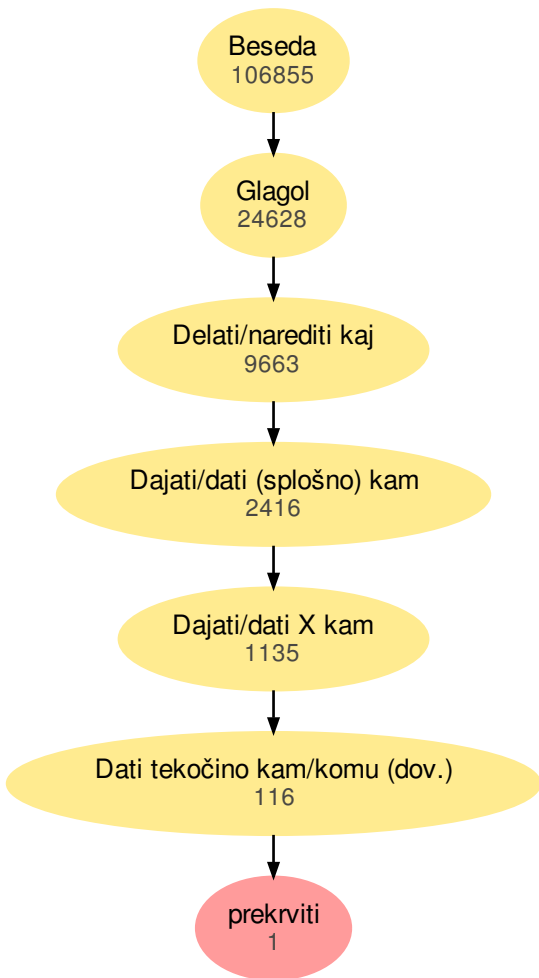 Beseda
106855
Glagol
24628
Delati/narediti kaj
9663
Dajati/dati (splošno) kam
2416
Dajati/dati X kam
1135
Dati tekočino kam/komu (dov.)
116
prekrviti
1